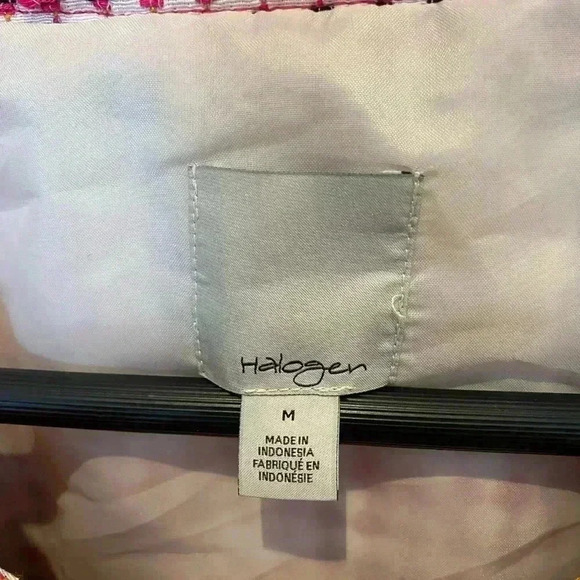 Halogen
M
MADE IN
INDONESIA
FABRIQUÉ EN
INDONÉSIE